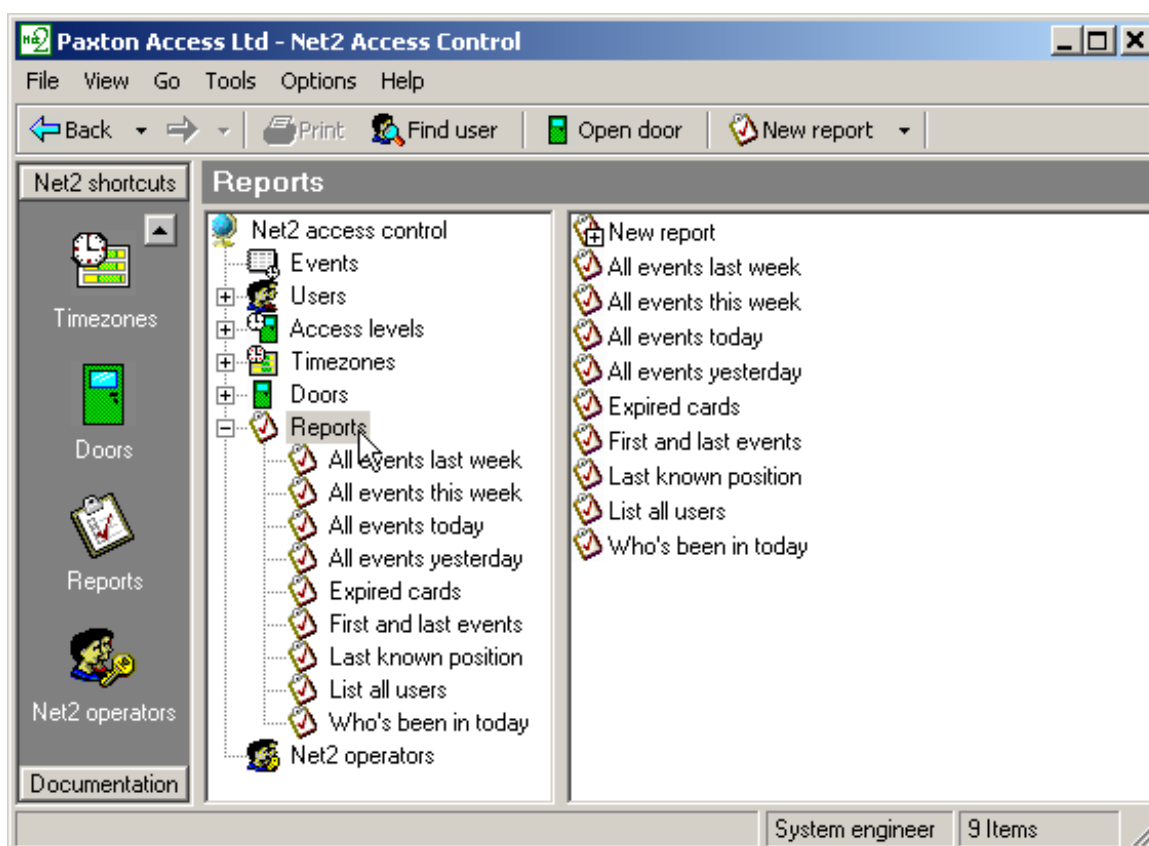 Net2 Paxton Access Ltd - Net2 Access Control
File View Go Tools Options Help
Back Print Find user Open door New report
Net2 shortcuts
Timezones
Doors
Reports
Net2 operators
Documentation
Reports
Net2 access control
Events
Users
Access levels
Timezones
Doors
Reports
All events last week
All events this week
All events today
All events yesterday
Expired cards
First and last events
Last known position
List all users
Who's been in today
Net2 operators
New report
All events last week
All events this week
All events today
All events yesterday
Expired cards
First and last events
Last known position
List all users
Who's been in today
System engineer 9 Items